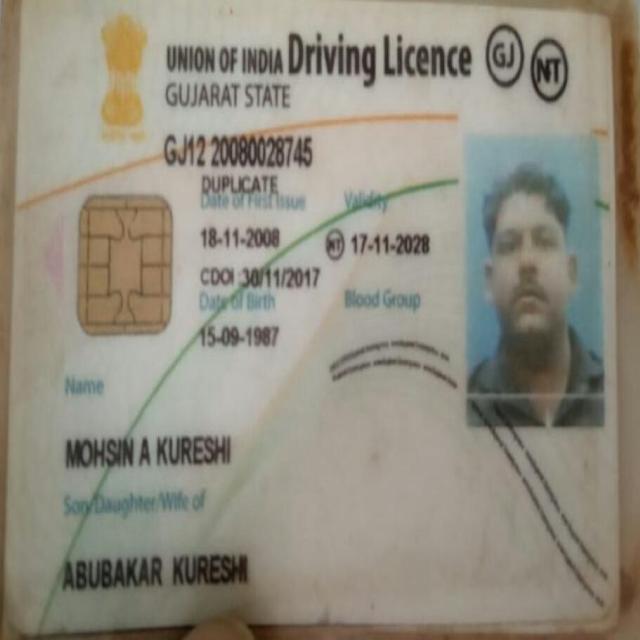 UNION OF INDIA Driving Licence GJ NT
GUJARAT STATE
GJ12 20080028745
DUPLICATE
Date of First Issue Validity
18-11-2008 NT 17-11-2028
CDOI 30/11/2017
Date of Birth Blood Group
15-09-1987
Name
MOHSIN A KURESHI
Son/Daughter/Wife of
ABUBAKAR KURESHI